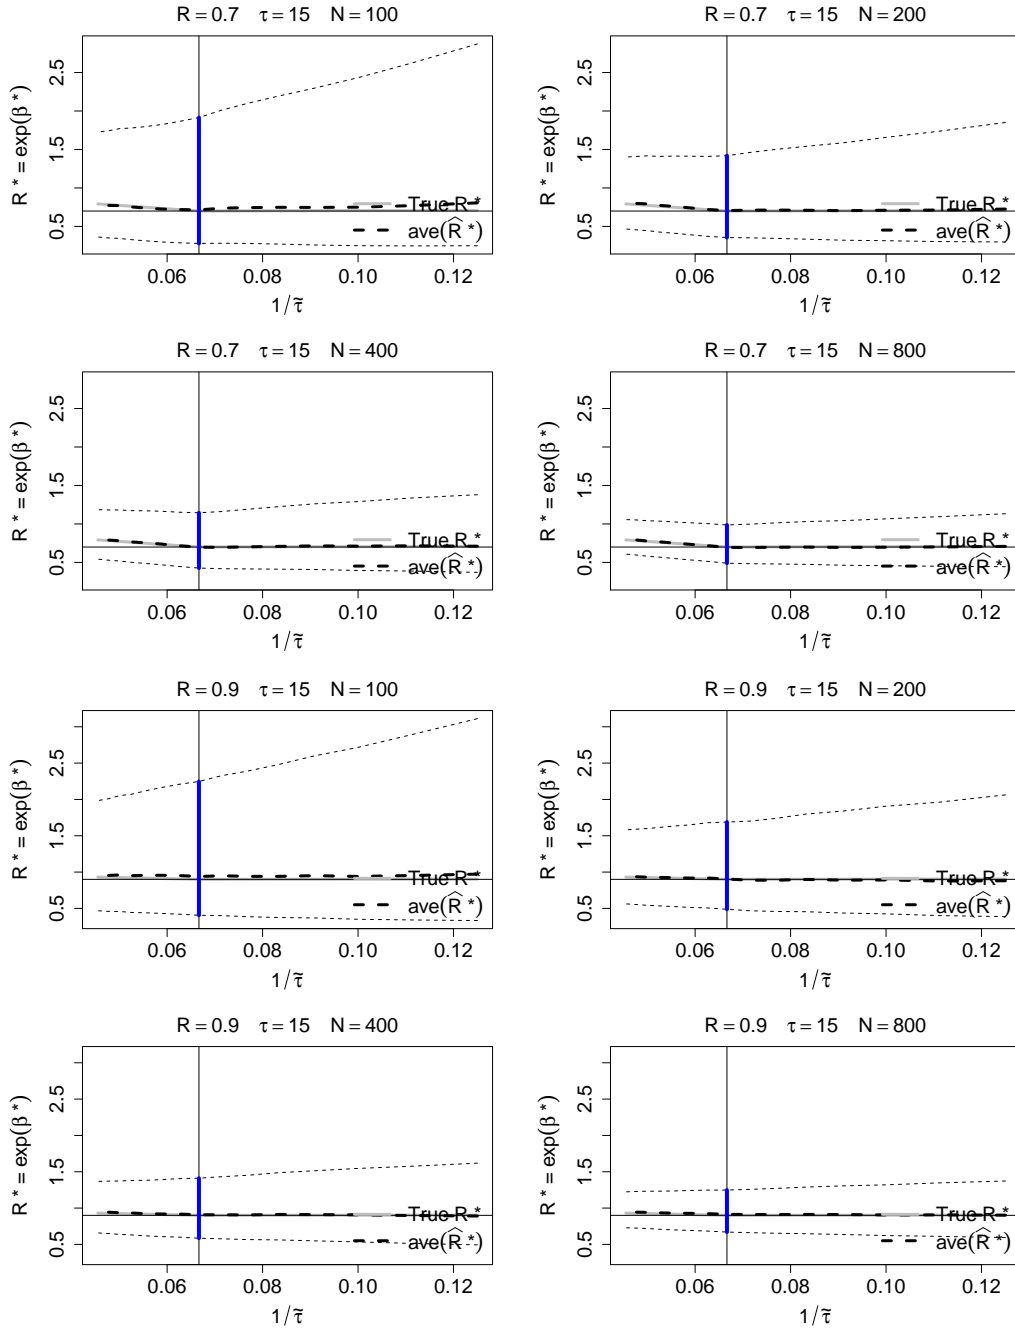 R = 0.7 τ = 15 N = 100
R * = exp(β *)
0.5 1.5 2.5
True R *
ave(R̂ *)
0.06 0.08 0.10 0.12
1/τ̃
R = 0.7 τ = 15 N = 200
R * = exp(β *)
0.5 1.5 2.5
True R *
ave(R̂ *)
0.06 0.08 0.10 0.12
1/τ̃
R = 0.7 τ = 15 N = 400
R * = exp(β *)
0.5 1.5 2.5
True R *
ave(R̂ *)
0.06 0.08 0.10 0.12
1/τ̃
R = 0.7 τ = 15 N = 800
R * = exp(β *)
0.5 1.5 2.5
True R *
ave(R̂ *)
0.06 0.08 0.10 0.12
1/τ̃
R = 0.9 τ = 15 N = 100
R * = exp(β *)
0.5 1.5 2.5
True R *
ave(R̂ *)
0.06 0.08 0.10 0.12
1/τ̃
R = 0.9 τ = 15 N = 200
R * = exp(β *)
0.5 1.5 2.5
True R *
ave(R̂ *)
0.06 0.08 0.10 0.12
1/τ̃
R = 0.9 τ = 15 N = 400
R * = exp(β *)
0.5 1.5 2.5
True R *
ave(R̂ *)
0.06 0.08 0.10 0.12
1/τ̃
R = 0.9 τ = 15 N = 800
R * = exp(β *)
0.5 1.5 2.5
True R *
ave(R̂ *)
0.06 0.08 0.10 0.12
1/τ̃